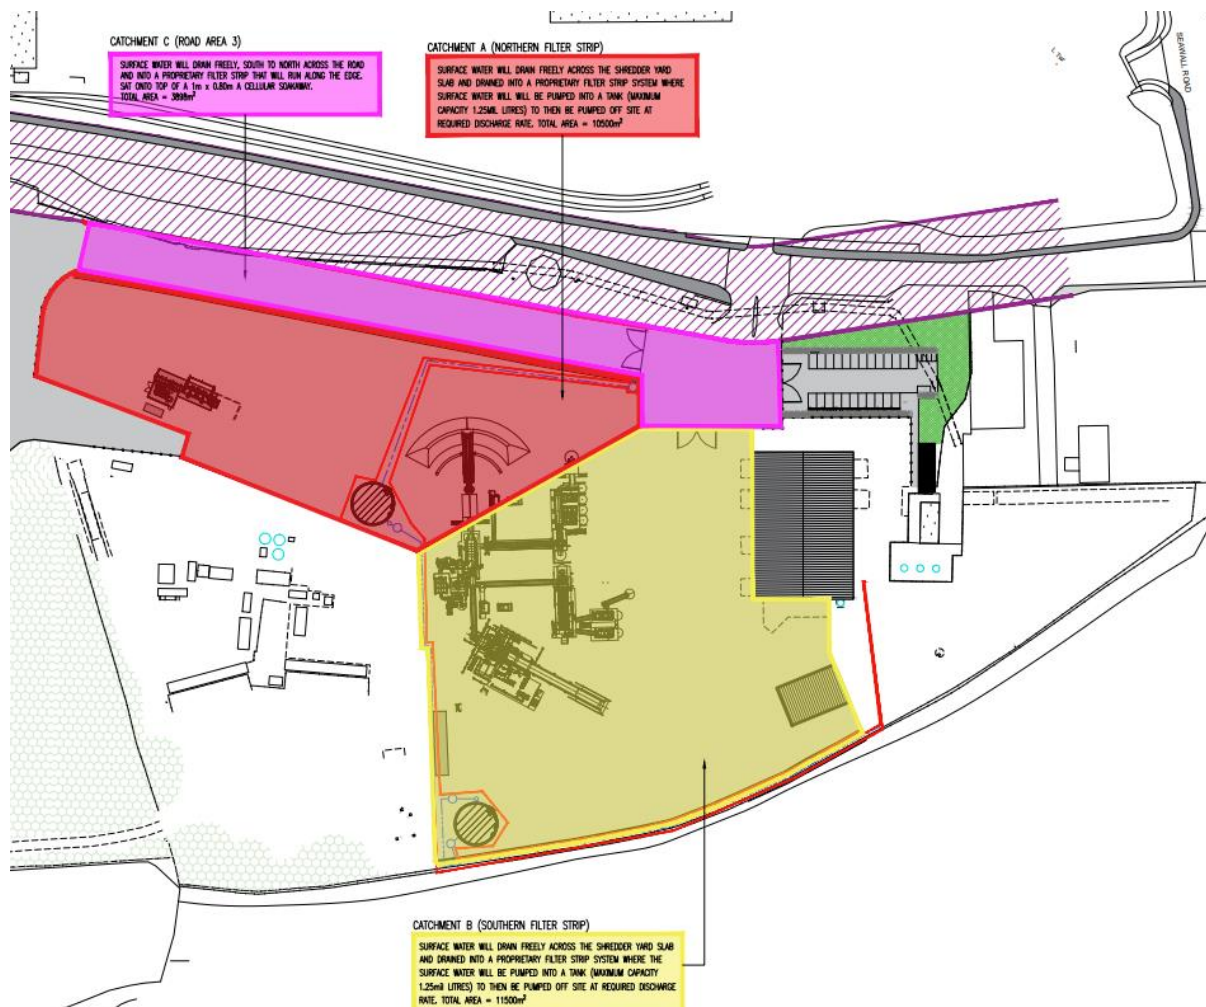 CATCHMENT C (ROAD AREA 3)
SURFACE WATER WILL DRAIN FREELY, SOUTH TO NORTH ACROSS THE ROAD
AND INTO A PROPRIETARY FILTER STRIP THAT WILL RUN ALONG THE EDGE.
SAT ONTO TOP OF A 1m x 0.80m A CELLULAR SOAKAWAY.
TOTAL AREA = 3898m²
CATCHMENT A (NORTHERN FILTER STRIP)
SURFACE WATER WILL DRAIN FREELY ACROSS THE SHREDDER YARD
SLAB AND DRAINED INTO A PROPRIETARY FILTER STRIP SYSTEM WHERE
SURFACE WATER WILL WILL BE PUMPED INTO A TANK (MAXIMUM
CAPACITY 1.25MIL LITRES) TO THEN BE PUMPED OFF SITE AT
REQUIRED DISCHARGE RATE. TOTAL AREA = 10500m²
SEAWALL ROAD
CATCHMENT B (SOUTHERN FILTER STRIP)
SURFACE WATER WILL DRAIN FREELY ACROSS THE SHREDDER YARD SLAB
AND DRAINED INTO A PROPRIETARY FILTER STRIP SYSTEM WHERE THE
SURFACE WATER WILL BE PUMPED INTO A TANK (MAXIMUM CAPACITY
1.25mil LITRES) TO THEN BE PUMPED OFF SITE AT REQUIRED DISCHARGE
RATE. TOTAL AREA = 11500m²